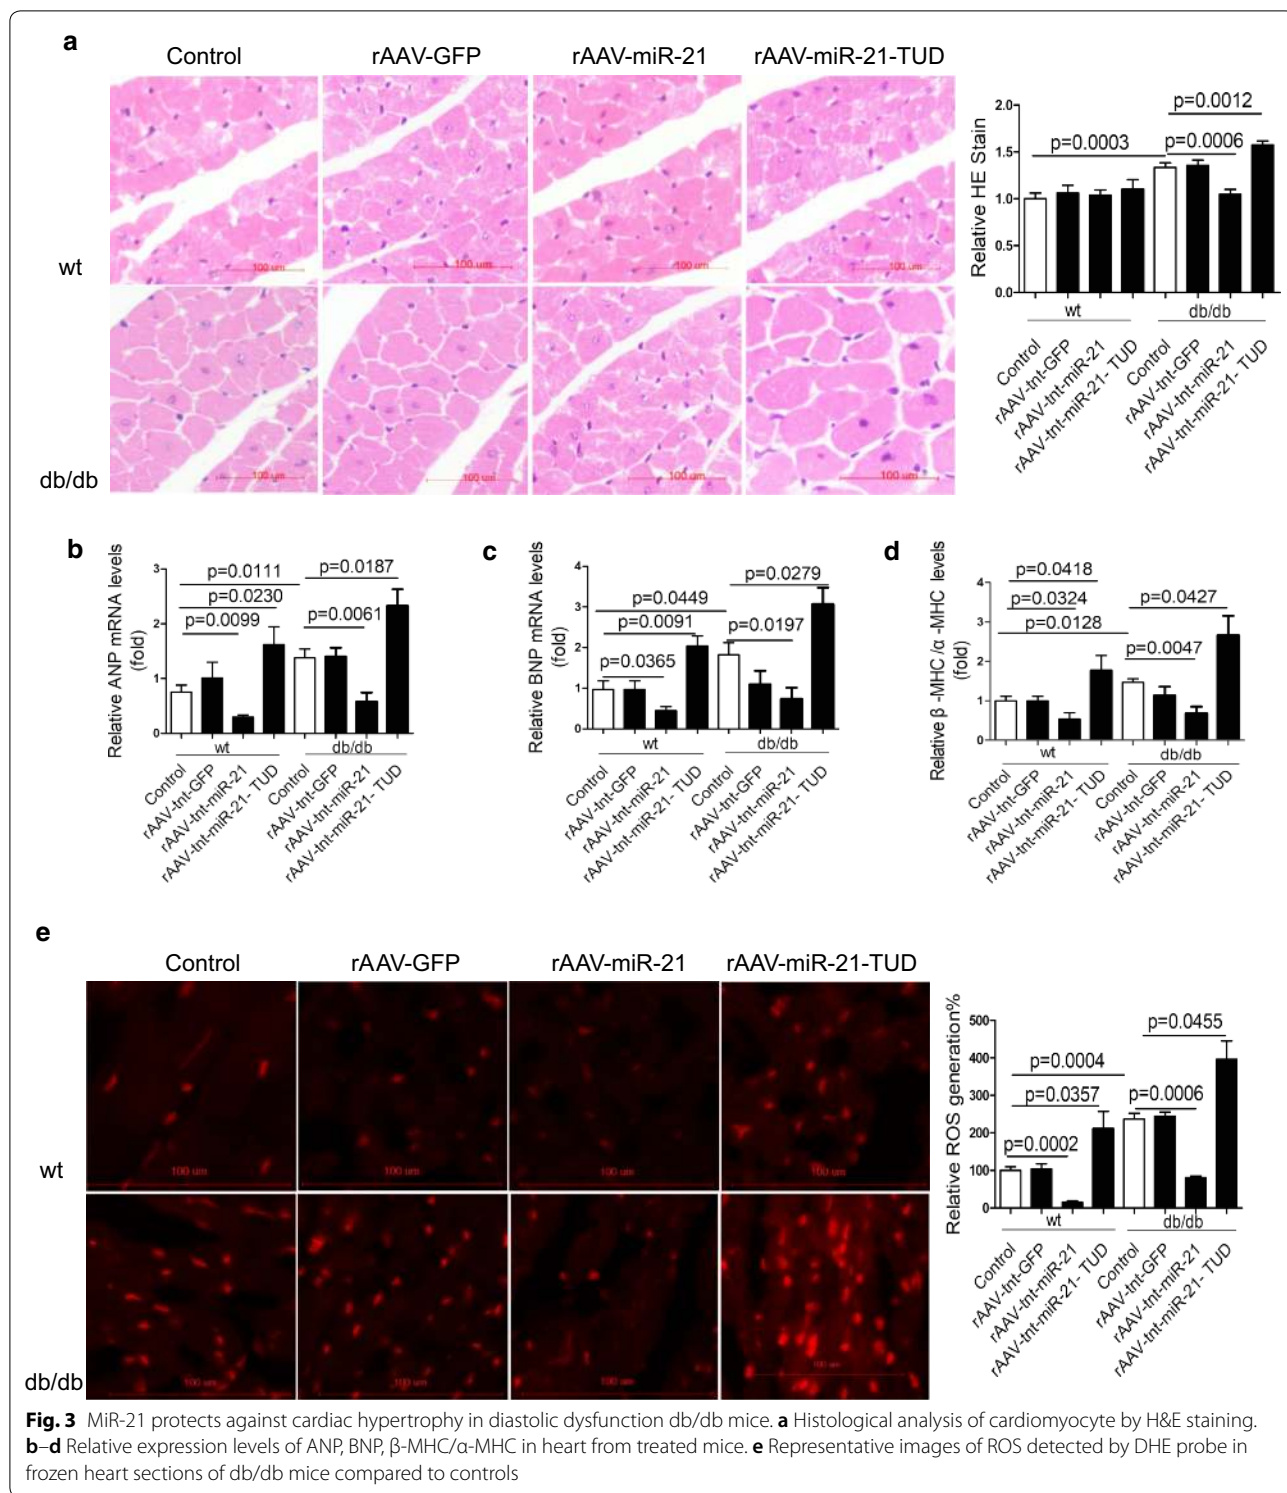 a
Control
rAAV-GFP
rAAV-miR-21
rAAV-miR-21-TUD
wt
100 um
100 um
100 um
100 um
db/db
100 um
100 um
100 um
100 um
Relative HE Stain
2.0
1.5
1.0
0.5
0.0
p=0.0012
p=0.0003
p=0.0006
wt
db/db
Control
rAAV-tnt-GFP
rAAV-tnt-miR-21
rAAV-tnt-miR-21- TUD
Control
rAAV-tnt-GFP
rAAV-tnt-miR-21
rAAV-tnt-miR-21- TUD
b
Relative ANP mRNA levels
(fold)
3
2
1
0
p=0.0111
p=0.0187
p=0.0230
p=0.0099
p=0.0061
wt
db/db
Control
rAAV-tnt-GFP
rAAV-tnt-miR-21
rAAV-tnt-miR-21- TUD
Control
rAAV-tnt-GFP
rAAV-tnt-miR-21
rAAV-tnt-miR-21- TUD
c
Relative BNP mRNA levels
(fold)
4
3
2
1
0
p=0.0279
p=0.0449
p=0.0091
p=0.0197
p=0.0365
wt
db/db
Control
rAAV-tnt-GFP
rAAV-tnt-miR-21
rAAV-tnt-miR-21- TUD
Control
rAAV-tnt-GFP
rAAV-tnt-miR-21
rAAV-tnt-miR-21- TUD
d
Relative β -MHC /α -MHC levels
(fold)
4
3
2
1
0
p=0.0418
p=0.0324
p=0.0427
p=0.0128
p=0.0047
wt
db/db
Control
rAAV-tnt-GFP
rAAV-tnt-miR-21
rAAV-tnt-miR-21- TUD
Control
rAAV-tnt-GFP
rAAV-tnt-miR-21
rAAV-tnt-miR-21- TUD
e
Control
rAAV-GFP
rAAV-miR-21
rAAV-miR-21-TUD
wt
100 um
100 um
100 um
100 um
db/db
100 um
100 um
100 um
100 um
Relative ROS generation%
500
400
300
200
100
0
p=0.0455
p=0.0004
p=0.0357
p=0.0006
p=0.0002
wt
db/db
Control
rAAV-tnt-GFP
rAAV-tnt-miR-21
rAAV-tnt-miR-21- TUD
Control
rAAV-tnt-GFP
rAAV-tnt-miR-21
rAAV-tnt-miR-21- TUD
Fig. 3 MiR-21 protects against cardiac hypertrophy in diastolic dysfunction db/db mice. a Histological analysis of cardiomyocyte by H&E staining.
b–d Relative expression levels of ANP, BNP, β-MHC/α-MHC in heart from treated mice. e Representative images of ROS detected by DHE probe in
frozen heart sections of db/db mice compared to controls